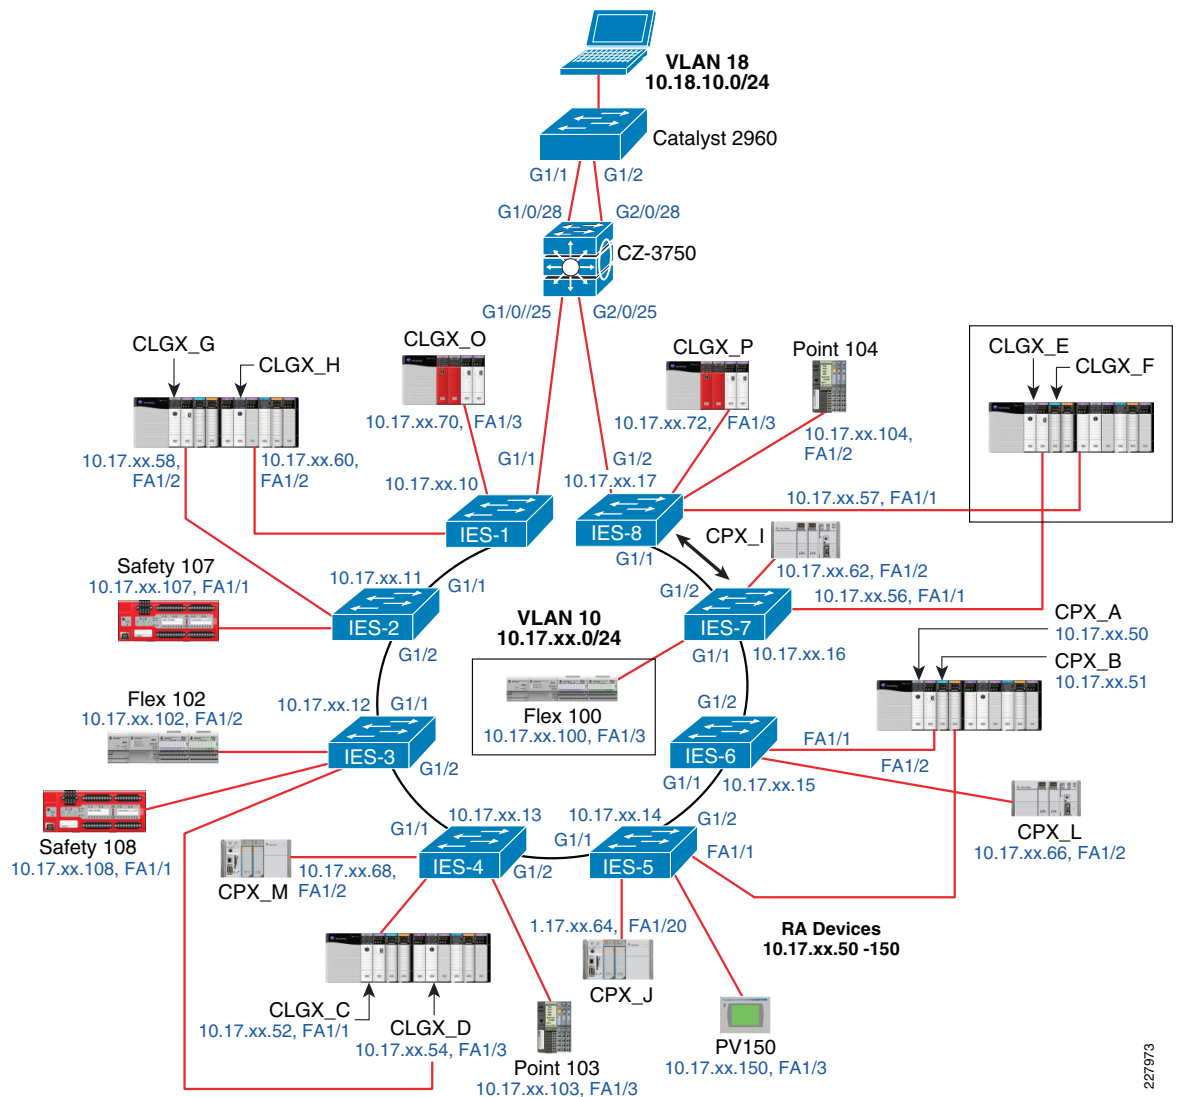 VLAN 18
10.18.10.0/24
Catalyst 2960
G1/1
G1/2
G1/0/28
G2/0/28
CZ-3750
G1/0//25
G2/0/25
CLGX_G
CLGX_H
CLGX_O
CLGX_P
Point 104
CLGX_E
CLGX_F
10.17.xx.70, FA1/3
10.17.xx.72, FA1/3
10.17.xx.104,
FA1/2
10.17.xx.58,
FA1/2
10.17.xx.60,
FA1/2
G1/1
G1/2
10.17.xx.10
10.17.xx.17
10.17.xx.57, FA1/1
IES-1
IES-8
CPX_I
G1/1
Safety 107
10.17.xx.107, FA1/1
10.17.xx.11
G1/1
G1/2
10.17.xx.62, FA1/2
10.17.xx.56, FA1/1
IES-2
VLAN 10
10.17.xx.0/24
IES-7
CPX_A
10.17.xx.50
CPX_B
10.17.xx.51
G1/2
G1/1
10.17.xx.16
Flex 102
10.17.xx.102, FA1/2
10.17.xx.12
G1/1
Flex 100
10.17.xx.100, FA1/3
G1/2
IES-3
G1/2
IES-6
FA1/1
FA1/2
G1/1
10.17.xx.15
Safety 108
10.17.xx.108, FA1/1
10.17.xx.13
G1/1
10.17.xx.14
G1/1
G1/2
FA1/1
CPX_L
10.17.xx.66, FA1/2
IES-4
G1/2
IES-5
10.17.xx.68,
FA1/2
CPX_M
1.17.xx.64, FA1/20
RA Devices
10.17.xx.50 -150
CPX_J
CLGX_C
10.17.xx.52, FA1/1
CLGX_D
10.17.xx.54, FA1/3
Point 103
10.17.xx.103, FA1/3
PV150
10.17.xx.150, FA1/3
227973